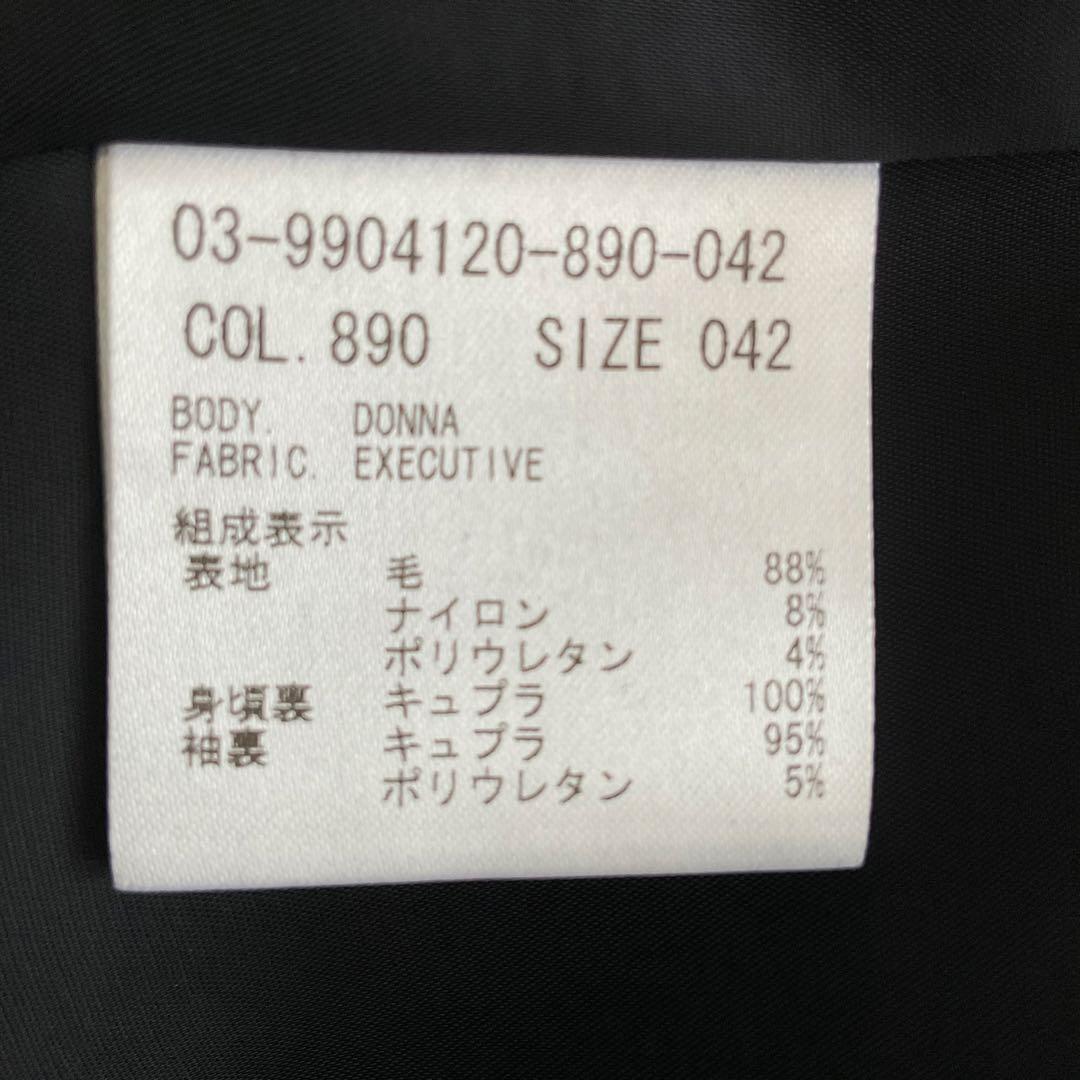 03-9904120-890-042
COL. 890 SIZE 042
BODY. DONNA
FABRIC. EXECUTIVE
組成表示
表地 毛 88%
ナイロン 8%
ポリウレタン 4%
身頃裏 キュプラ 100%
袖裏 キュプラ 95%
ポリウレタン 5%